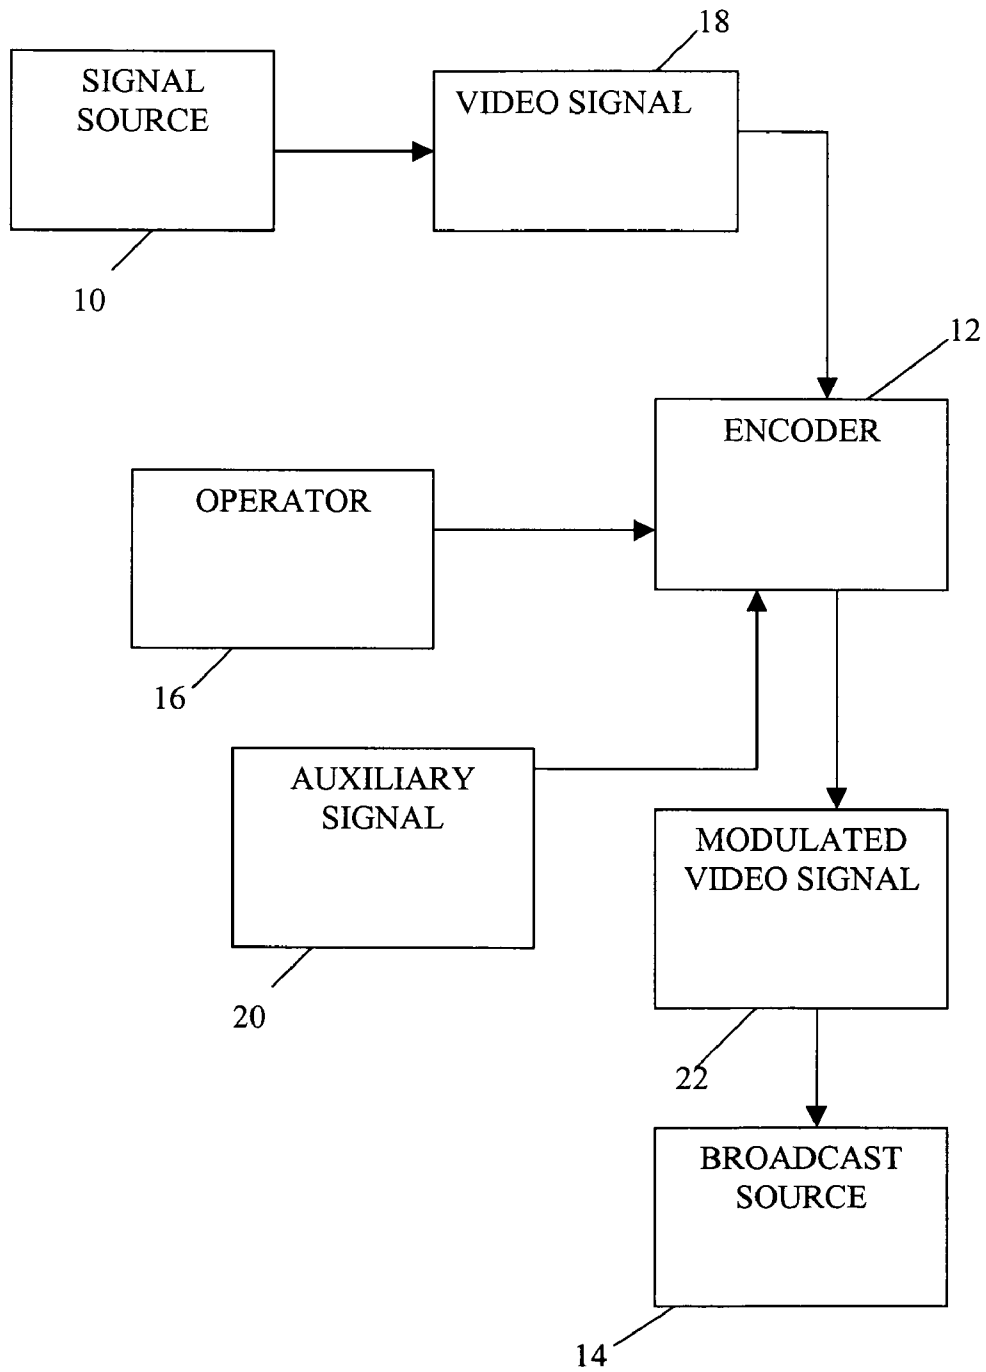 18
SIGNAL
SOURCE
VIDEO SIGNAL
10
12
ENCODER
OPERATOR
16
AUXILIARY
SIGNAL
MODULATED
VIDEO SIGNAL
20
22
BROADCAST
SOURCE
14